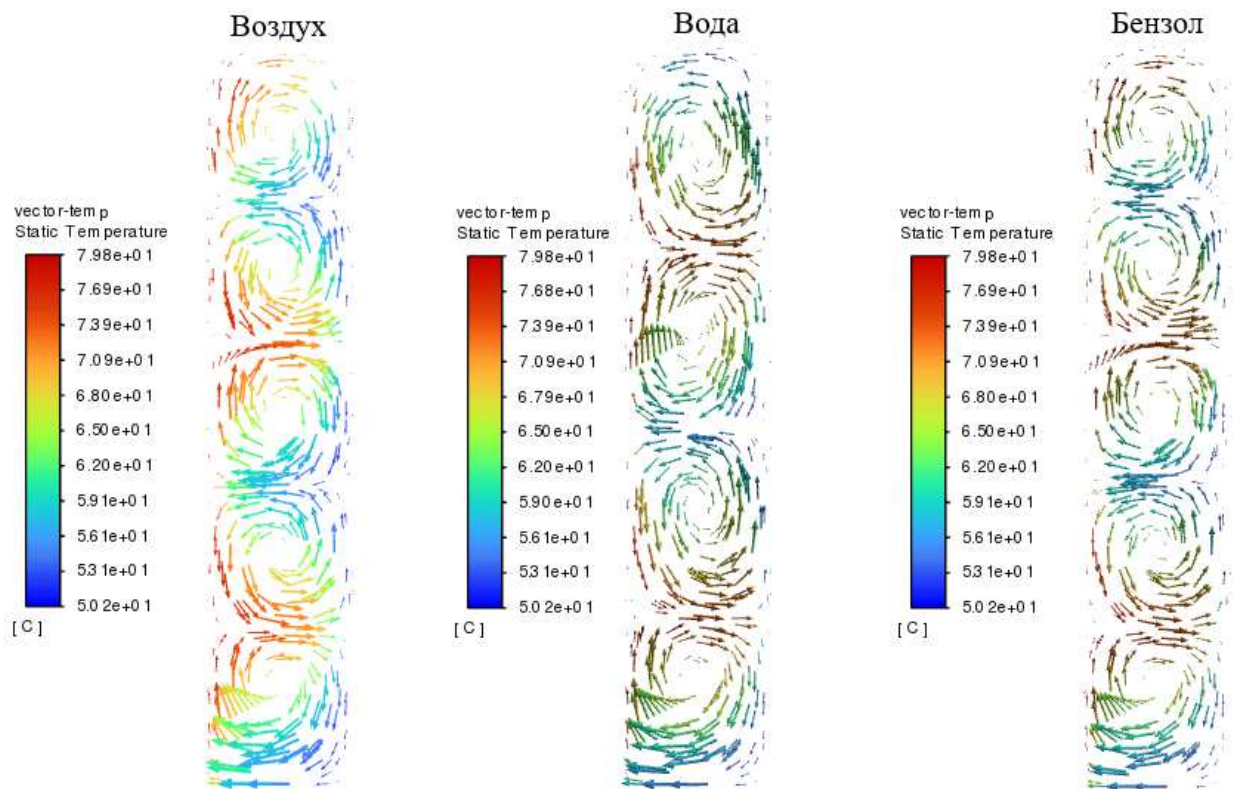 Воздух
Вода
Бензол
vector-temp
Static Temperature
7.98e+01
7.69e+01
7.39e+01
7.09e+01
6.80e+01
6.50e+01
6.20e+01
5.91e+01
5.61e+01
5.31e+01
5.02e+01
[C]
vector-temp
Static Temperature
7.98e+01
7.68e+01
7.39e+01
7.09e+01
6.79e+01
6.50e+01
6.20e+01
5.90e+01
5.61e+01
5.31e+01
5.02e+01
[C]
vector-temp
Static Temperature
7.98e+01
7.69e+01
7.39e+01
7.09e+01
6.80e+01
6.50e+01
6.20e+01
5.91e+01
5.61e+01
5.31e+01
5.02e+01
[C]